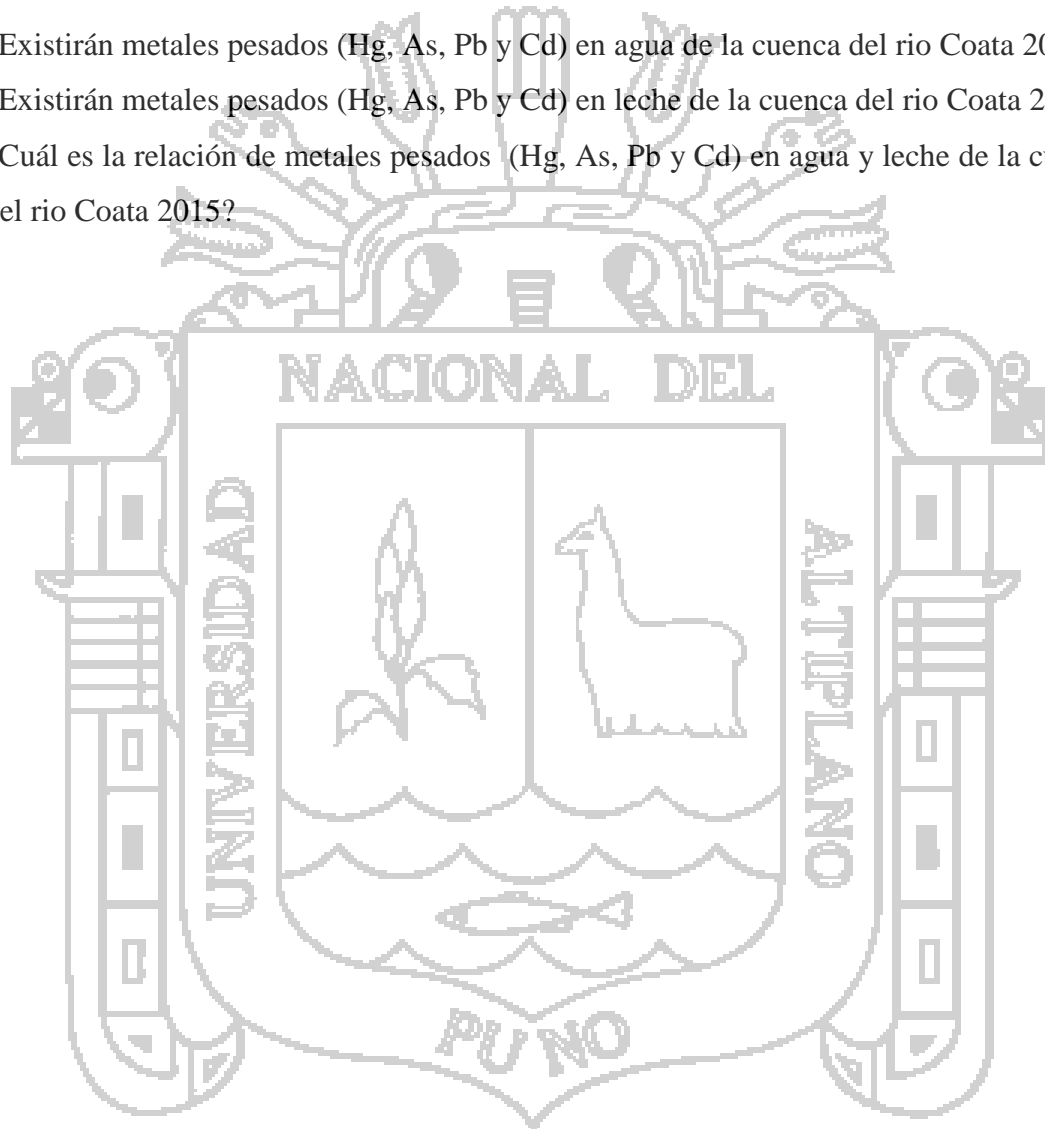 Existirán metales pesados (Hg, As, Pb y Cd) en agua de la cuenca del rio Coata 20
Existirán metales pesados (Hg, As, Pb y Cd) en leche de la cuenca del rio Coata 2
Cuál es la relación de metales pesados (Hg, As, Pb y Cd) en agua y leche de la c
el rio Coata 2015?
NACIONAL DEL
UNIVERSIDAD
ALTIPLANO
PUNO